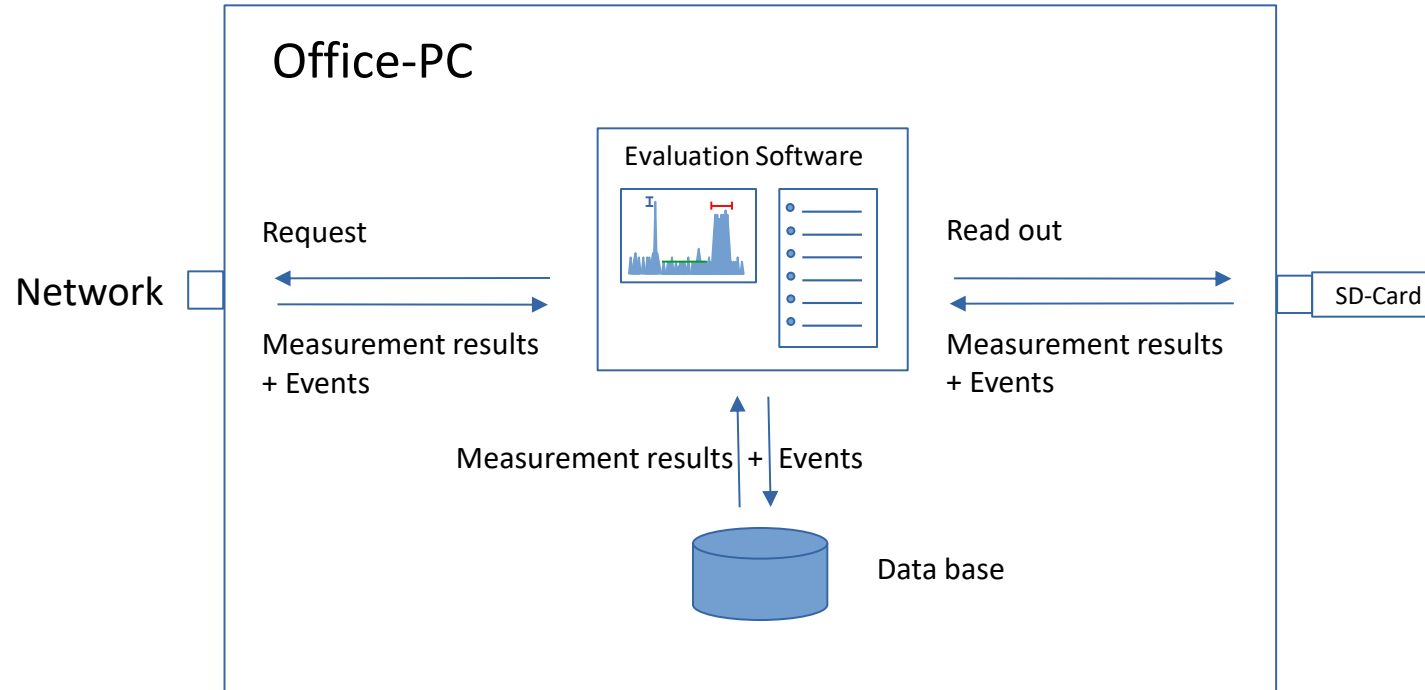 Office-PC
Evaluation Software
Request
Read out
Network
SD-Card
Measurement results
+ Events
Measurement results
+ Events
Measurement results + Events
Data base